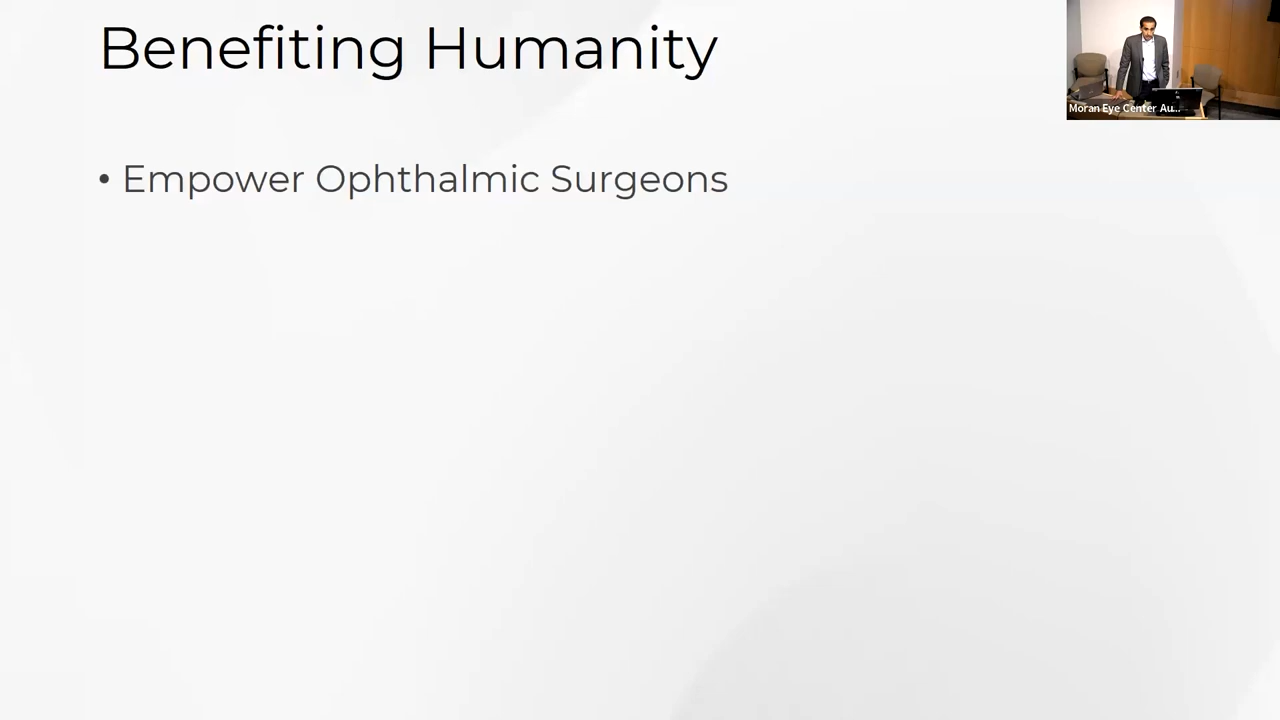 Benefiting Humanity
• Empower Ophthalmic Surgeons
Moran Eye Center Au...